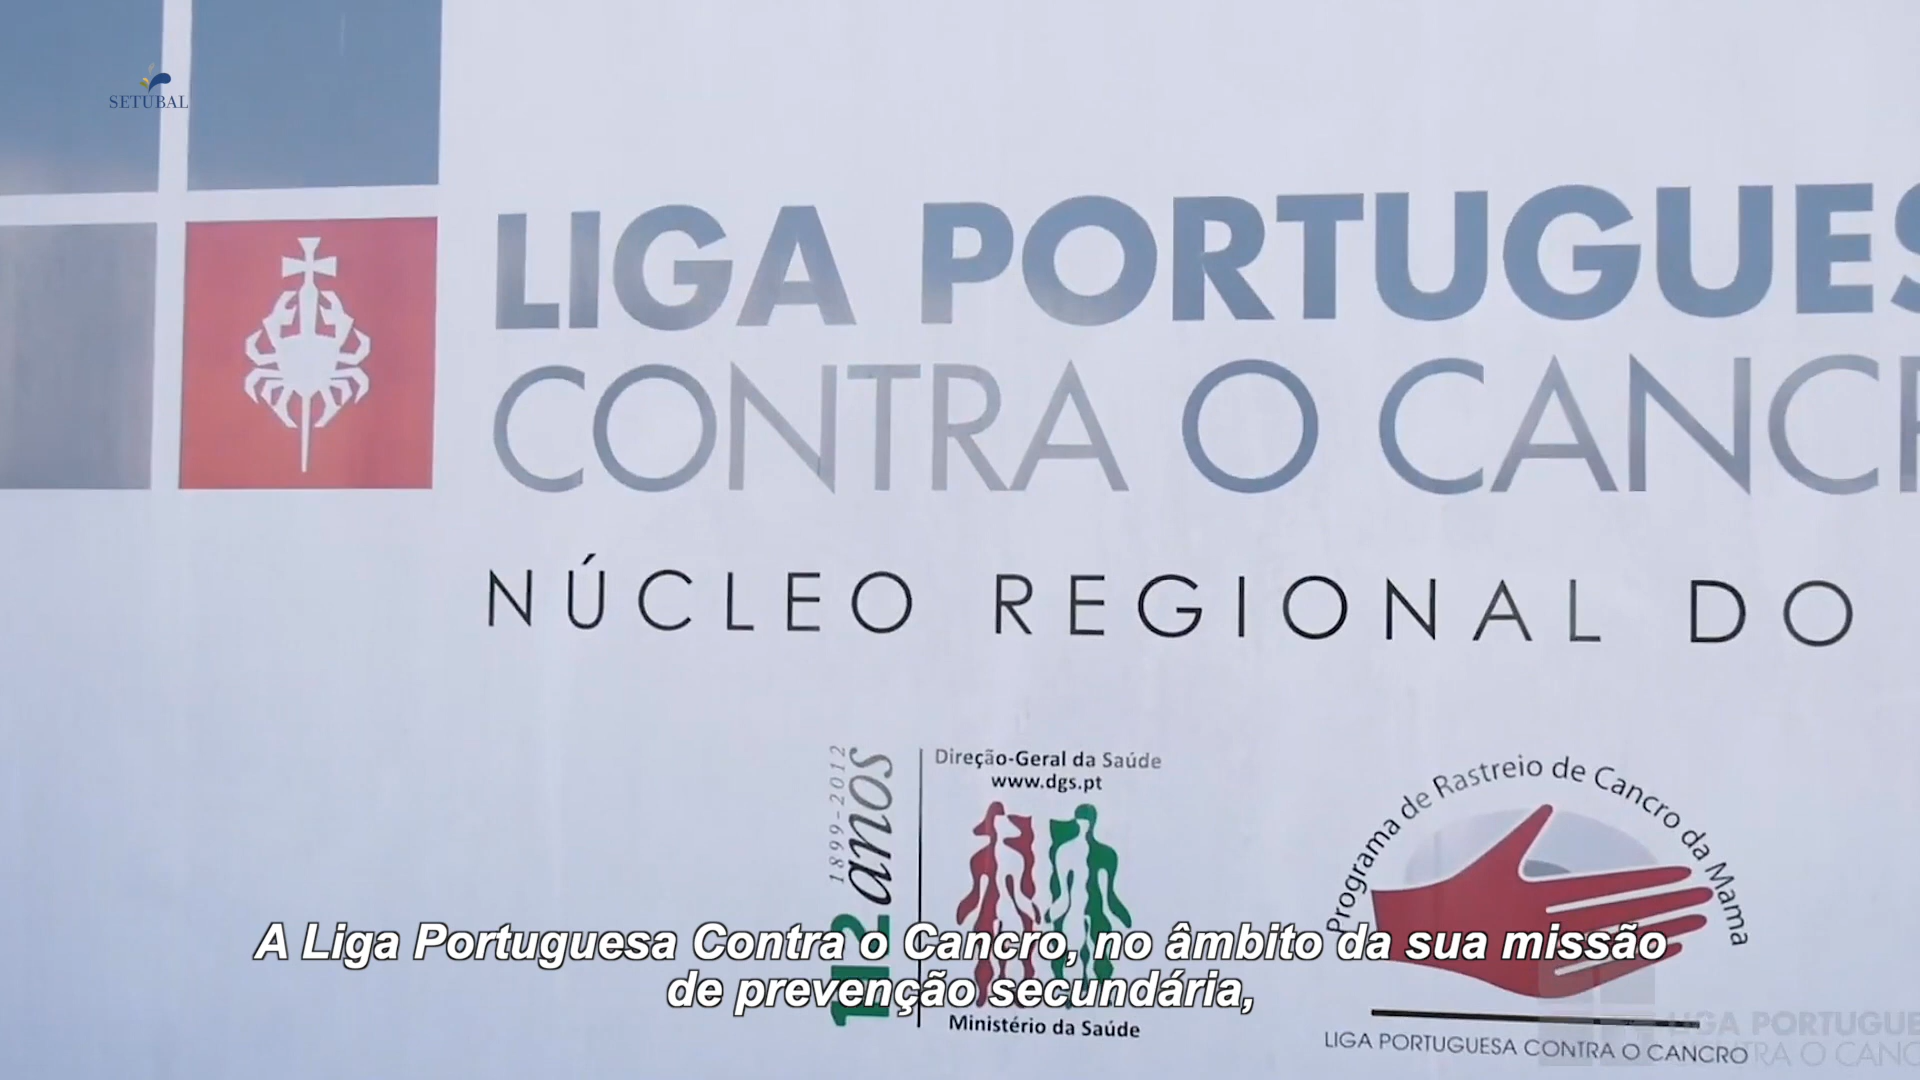 SETUBAL
LIGA PORTUGUES
CONTRA O CANCR
NÚCLEO REGIONAL DO
1899-2012
112 anos
Direção-Geral da Saúde
www.dgs.pt
Ministério da Saúde
Programa de Rastreio de Cancro da Mama
LIGA PORTUGUESA CONTRA O CANCRO
A Liga Portuguesa Contra o Cancro, no âmbito da sua missão
de prevenção secundária,
LIGA PORTUGUE
CONTRA O CANC